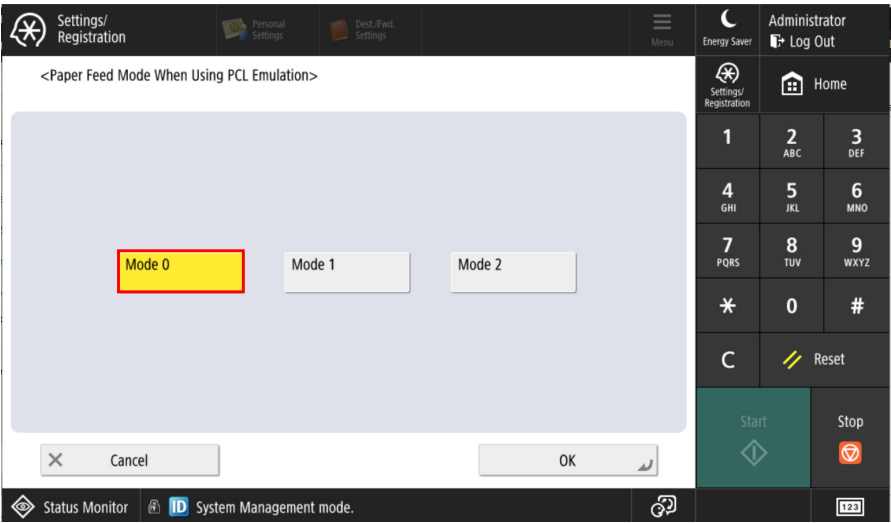 Settings/
Registration
Personal
Settings
Dest./Fwd.
Settings
Menu
Energy Saver
Administrator
Log Out
<Paper Feed Mode When Using PCL Emulation>
Settings/
Registration
Home
1
2
ABC
3
DEF
4
GHI
5
JKL
6
MNO
7
PQRS
8
TUV
9
WXYZ
*
0
#
C
Reset
Mode 0
Mode 1
Mode 2
Start
Stop
Cancel
OK
Status Monitor
ID
System Management mode.
123